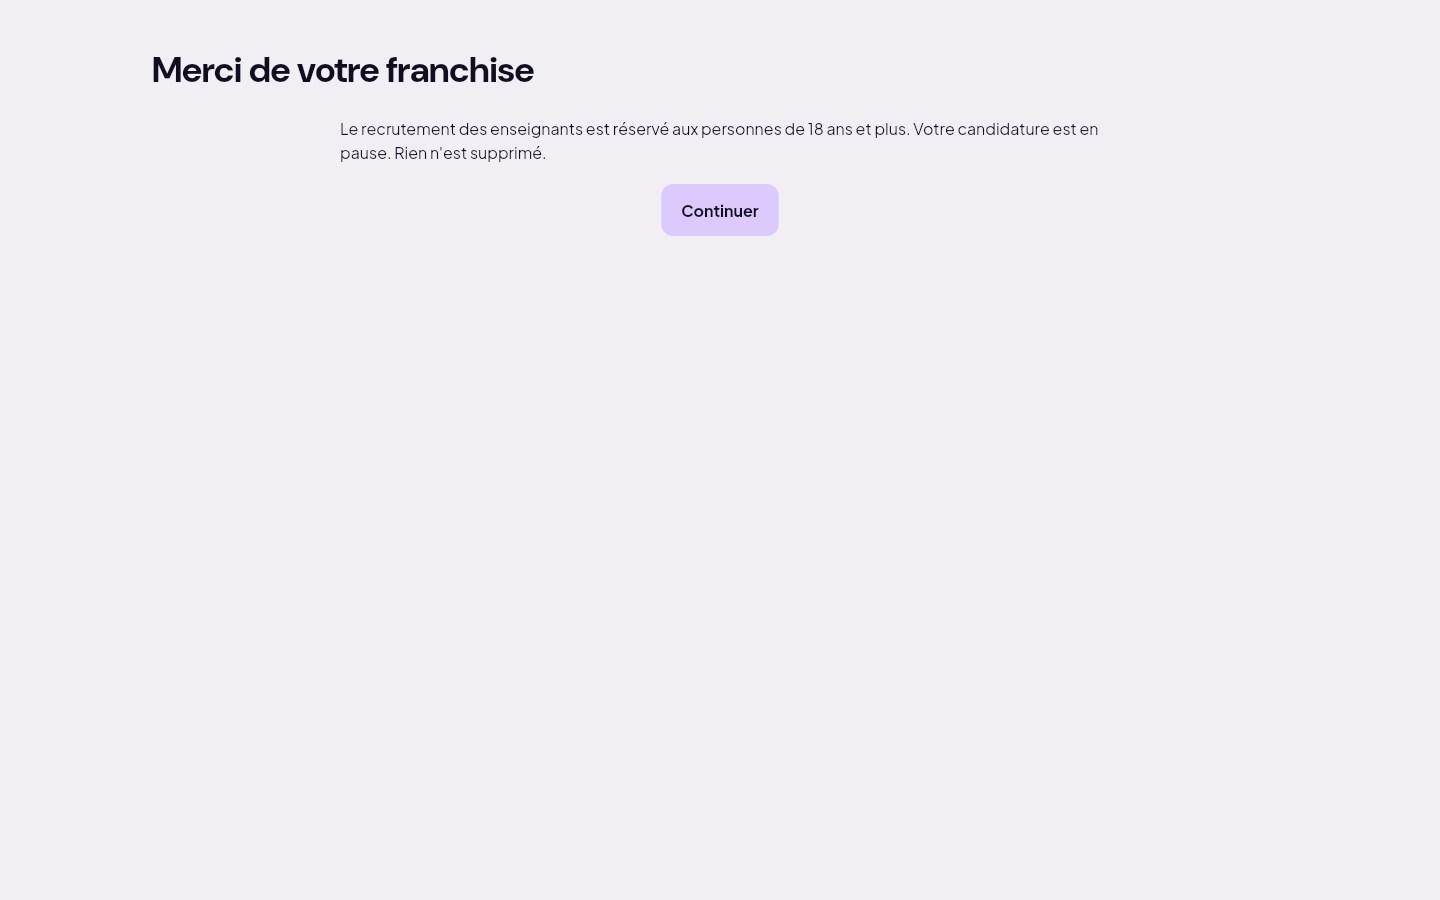 Merci de votre franchise
Le recrutement des enseignants est réservé aux personnes de 18 ans et plus. Votre candidature est en
pause. Rien n'est supprimé.
Continuer